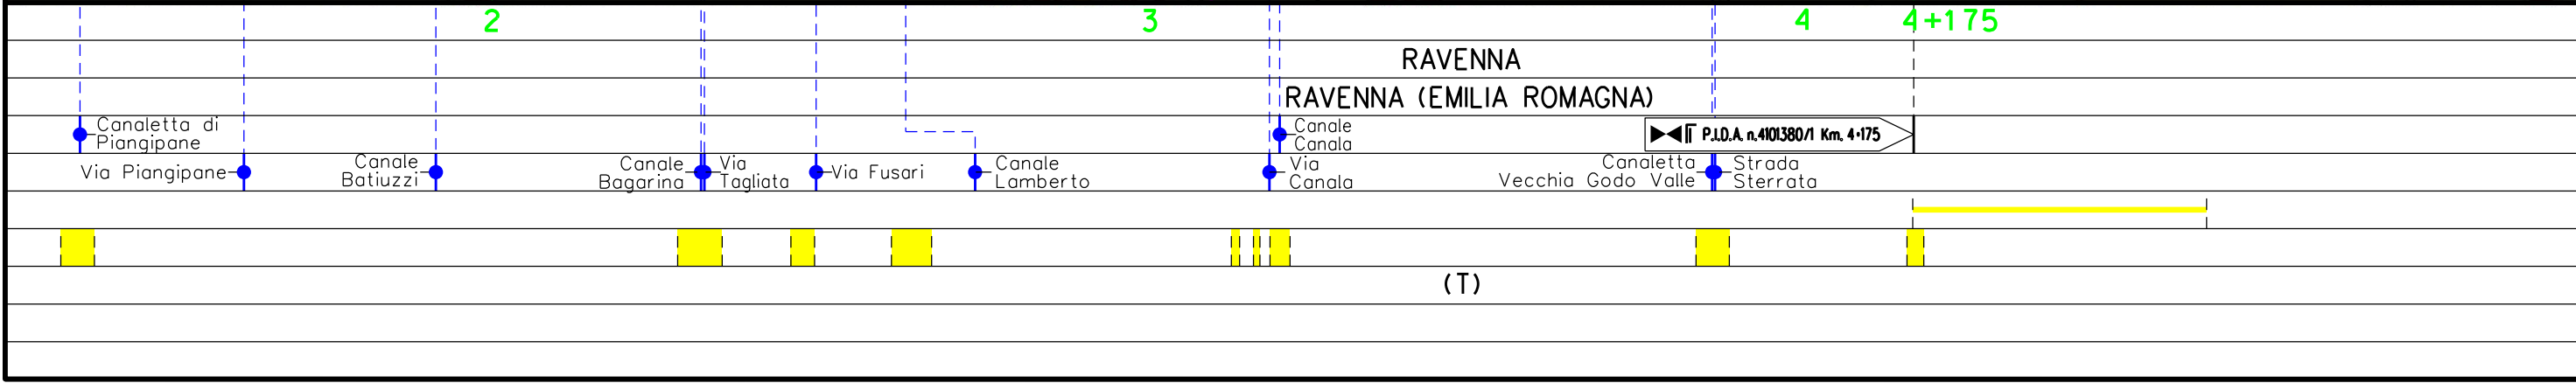 2 3 4 4+175
RAVENNA
RAVENNA (EMILIA ROMAGNA)
Canaletta di
Piangipane
Canale
Canala
P.I.D.A. n.4101380/1 Km. 4+175
Via Piangipane
Canale
Batiuzzi
Canale
Bagarina
Via
Tagliata
Via Fusari
Canale
Lamberto
Via
Canala
Canaletta
Vecchia Godo Valle
Strada
Sterrata
(T)